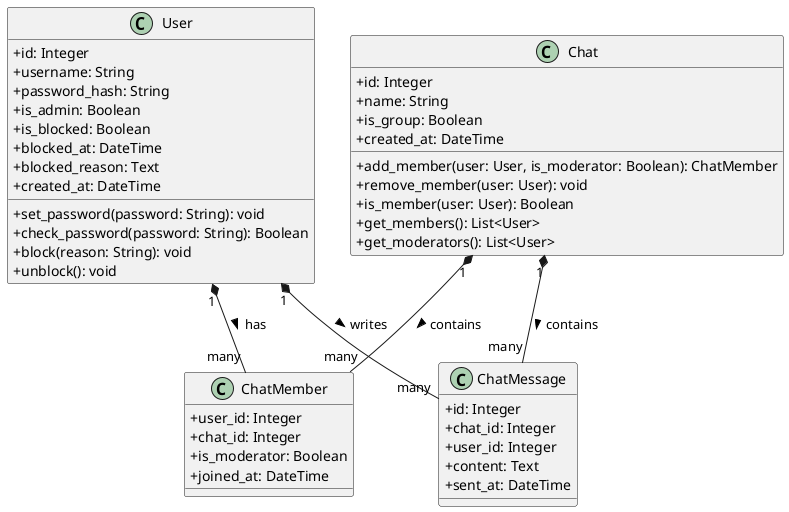 C User
+id: Integer
+username: String
+password_hash: String
+is_admin: Boolean
+is_blocked: Boolean
+blocked_at: DateTime
+blocked_reason: Text
+created_at: DateTime
+set_password(password: String): void
+check_password(password: String): Boolean
+block(reason: String): void
+unblock(): void
C Chat
+id: Integer
+name: String
+is_group: Boolean
+created_at: DateTime
+add_member(user: User, is_moderator: Boolean): ChatMember
+remove_member(user: User): void
+is_member(user: User): Boolean
+get_members(): List<User>
+get_moderators(): List<User>
1
1
1
1
has
writes
contains
contains
many
many
many
many
C ChatMember
+user_id: Integer
+chat_id: Integer
+is_moderator: Boolean
+joined_at: DateTime
C ChatMessage
+id: Integer
+chat_id: Integer
+user_id: Integer
+content: Text
+sent_at: DateTime